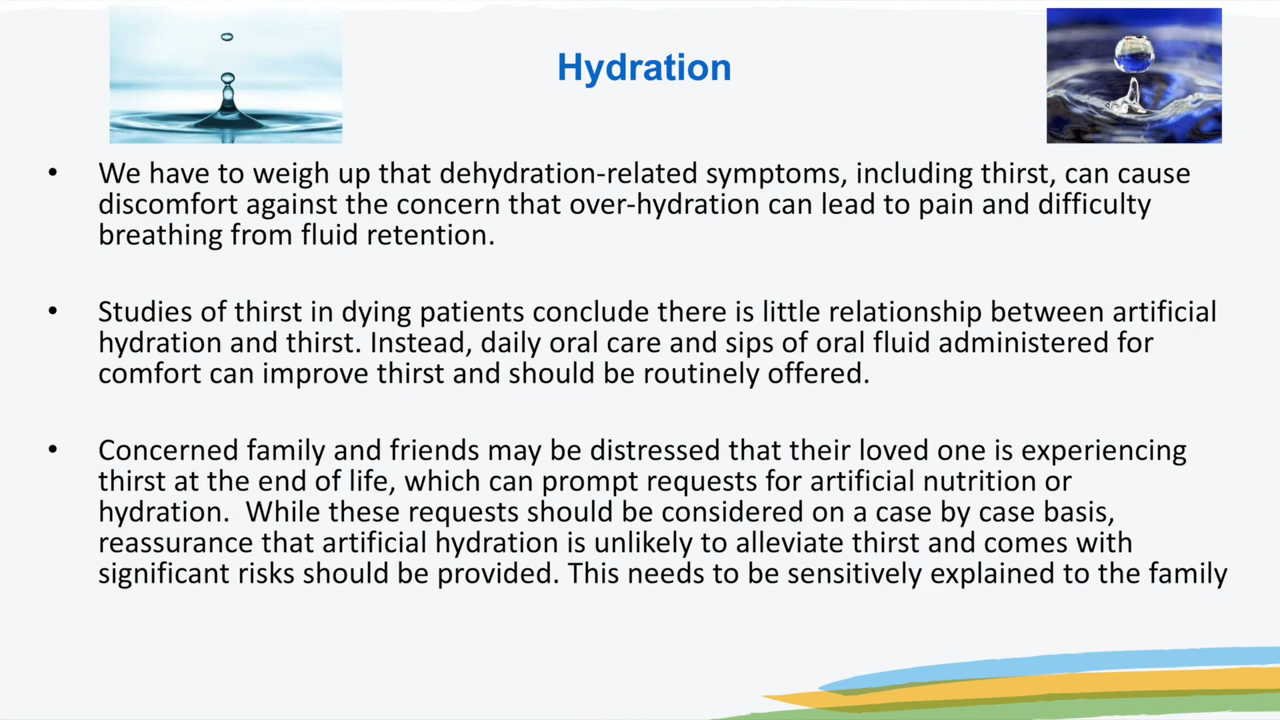 Hydration
• We have to weigh up that dehydration-related symptoms, including thirst, can cause
discomfort against the concern that over-hydration can lead to pain and difficulty
breathing from fluid retention.
• Studies of thirst in dying patients conclude there is little relationship between artificial
hydration and thirst. Instead, daily oral care and sips of oral fluid administered for
comfort can improve thirst and should be routinely offered.
• Concerned family and friends may be distressed that their loved one is experiencing
thirst at the end of life, which can prompt requests for artificial nutrition or
hydration.  While these requests should be considered on a case by case basis,
reassurance that artificial hydration is unlikely to alleviate thirst and comes with
significant risks should be provided. This needs to be sensitively explained to the family